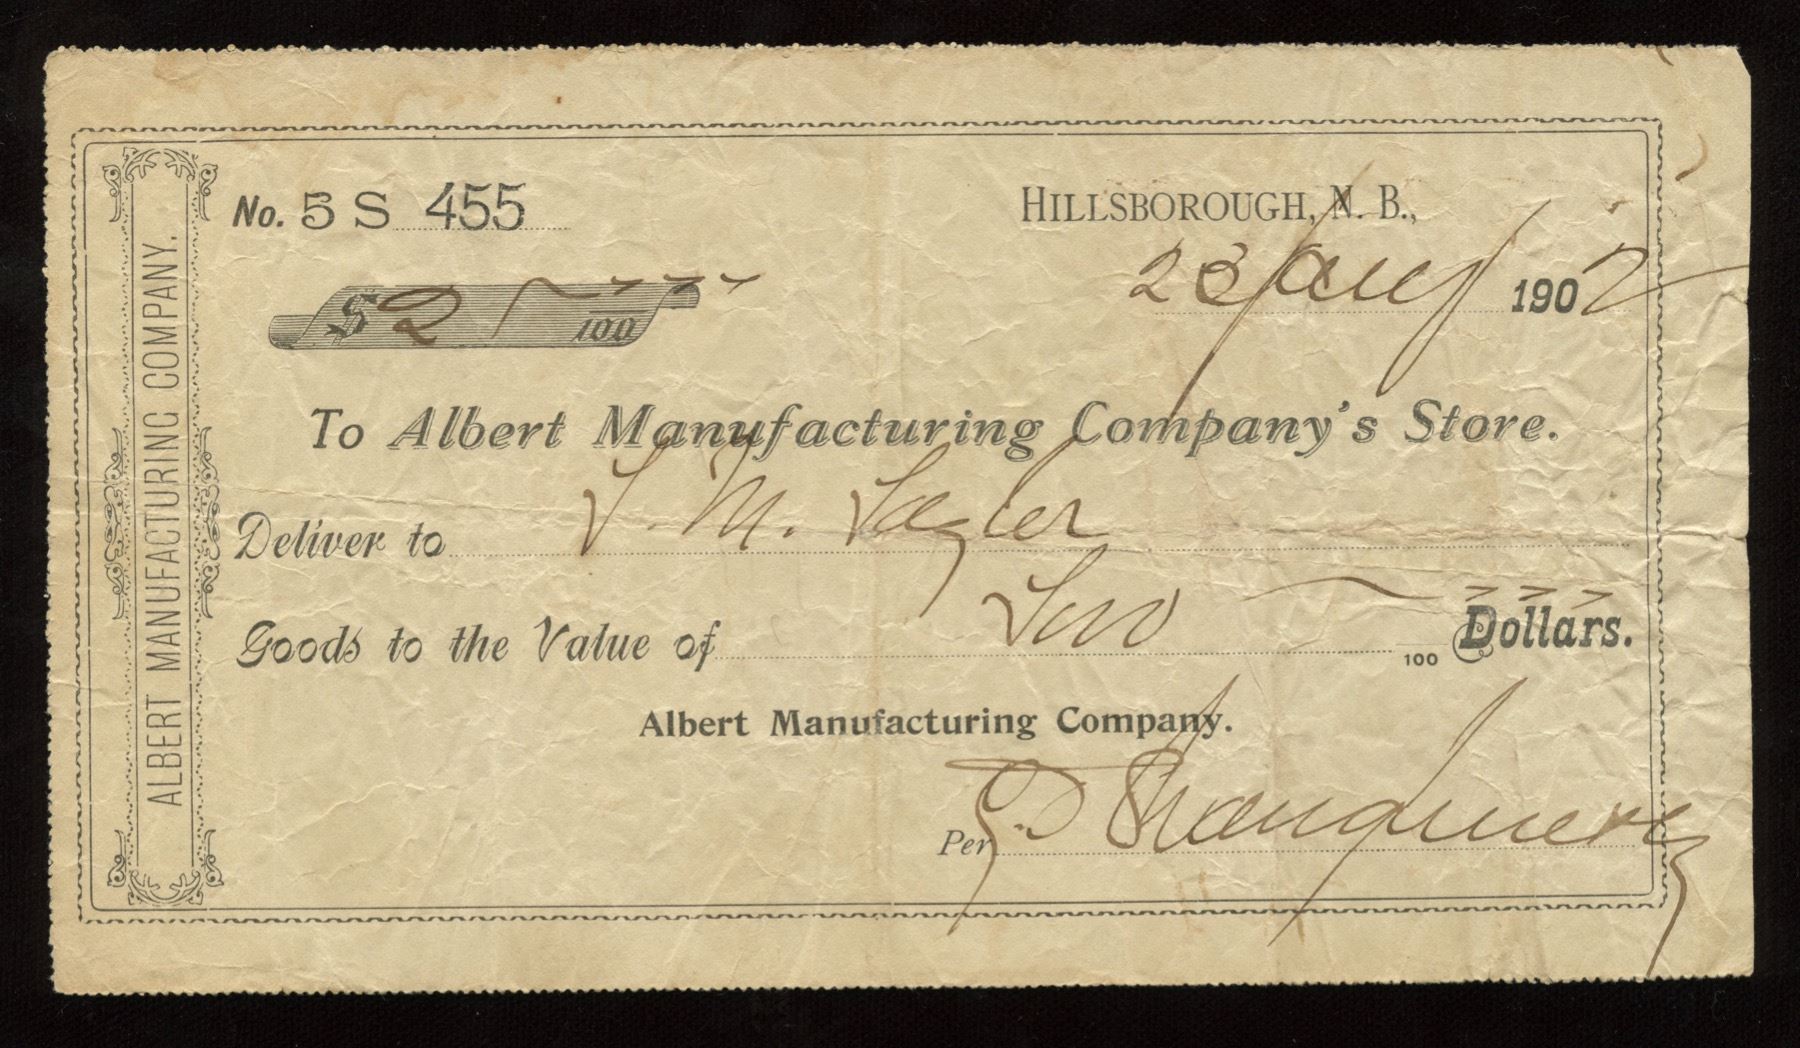 ALBERT MANUFACTURING COMPANY.
No. 5 S 455
HILLSBOROUGH, N. B.,
23 Aug 1902
$2 100
To Albert Manufacturing Company's Store.
Deliver to
Goods to the Value of Two 100 Dollars.
Albert Manufacturing Company.
Per